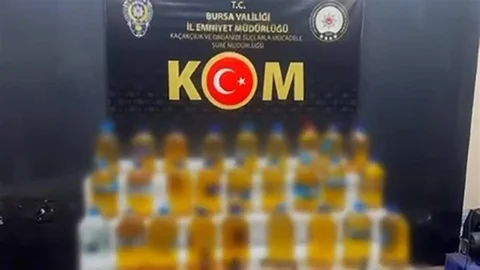 T.C.
BURSA VALİLİĞİ
İL EMNİYET MÜDÜRLÜĞÜ
KAÇAKÇILIK VE ORGANİZE SUÇLARLA MÜCADELE
ŞUBE MÜDÜRLÜĞÜ
KOM